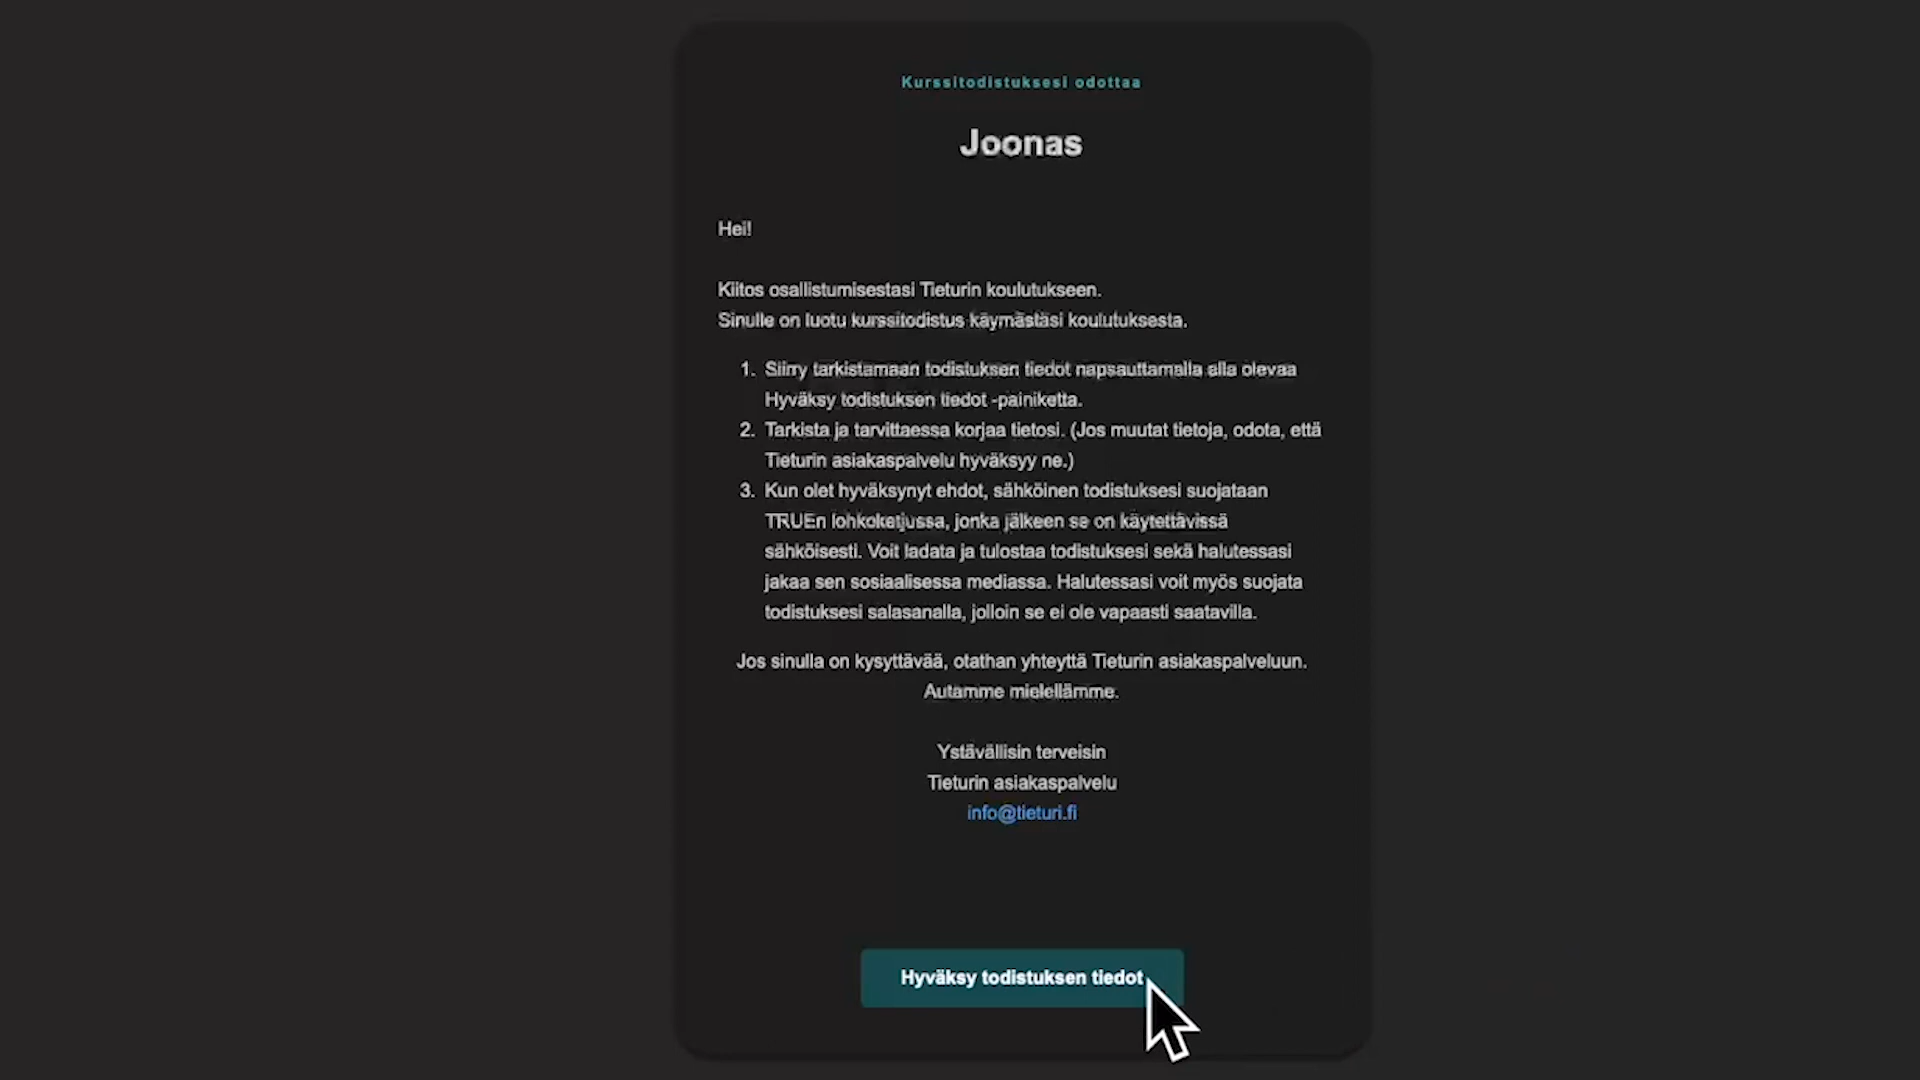 Kurssitodistuksesi odottaa
Joonas
Hei!
Kiitos osallistumisestasi Tieturin koulutukseen.
Sinulle on luotu kurssitodistus käymästäsi koulutuksesta.
1. Siirry tarkistamaan todistuksen tiedot napsauttamalla alla olevaa
Hyväksy todistuksen tiedot -painiketta.
2. Tarkista ja tarvittaessa korjaa tietosi. (Jos muutat tietoja, odota, että
Tieturin asiakaspalvelu hyväksyy ne.)
3. Kun olet hyväksynyt ehdot, sähköinen todistuksesi suojataan
TRUEn lohkoketjussa, jonka jälkeen se on käytettävissä
sähköisesti. Voit ladata ja tulostaa todistuksesi sekä halutessasi
jakaa sen sosiaalisessa mediassa. Halutessasi voit myös suojata
todistuksesi salasanalla, jolloin se ei ole vapaasti saatavilla.
Jos sinulla on kysyttävää, otathan yhteyttä Tieturin asiakaspalveluun.
Autamme mielellämme.
Ystävällisin terveisin
Tieturin asiakaspalvelu
info@tieturi.fi
Hyväksy todistuksen tiedot